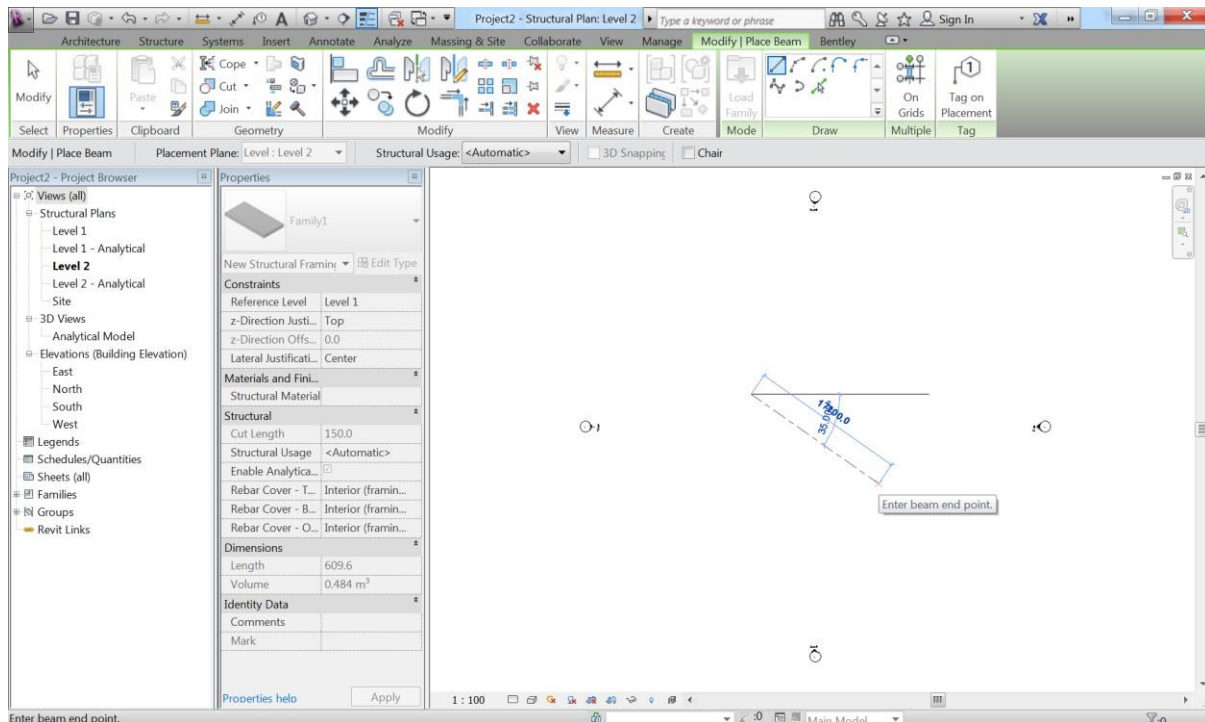 Project2 - Structural Plan: Level 2
Type a keyword or phrase
Sign In
Architecture Structure Systems Insert Annotate Analyze Massing & Site Collaborate View Manage Modify | Place Beam Bentley
Modify
Paste
Cope
Cut
Join
Load Family
On Grids
Tag on Placement
Select Properties Clipboard Geometry Modify View Measure Create Mode Draw Multiple Tag
Modify | Place Beam Placement Plane: Level : Level 2 Structural Usage: <Automatic> 3D Snapping Chair
Project2 - Project Browser
Views (all)
Structural Plans
Level 1
Level 1 - Analytical
Level 2
Level 2 - Analytical
Site
3D Views
Analytical Model
Elevations (Building Elevation)
East
North
South
West
Legends
Schedules/Quantities
Sheets (all)
Families
Groups
Revit Links
Properties
Family1
New Structural Framing Edit Type
Constraints
Reference Level Level 1
z-Direction Justi... Top
z-Direction Offs... 0.0
Lateral Justificati... Center
Materials and Fini...
Structural Material
Structural
Cut Length 150.0
Structural Usage <Automatic>
Enable Analytica...
Rebar Cover - T... Interior (framin...
Rebar Cover - B... Interior (framin...
Rebar Cover - O... Interior (framin...
Dimensions
Length 609.6
Volume 0.484 m³
Identity Data
Comments
Mark
Properties help Apply
Enter beam end point.
1 : 100
Enter beam end point.
:0 Main Model :0